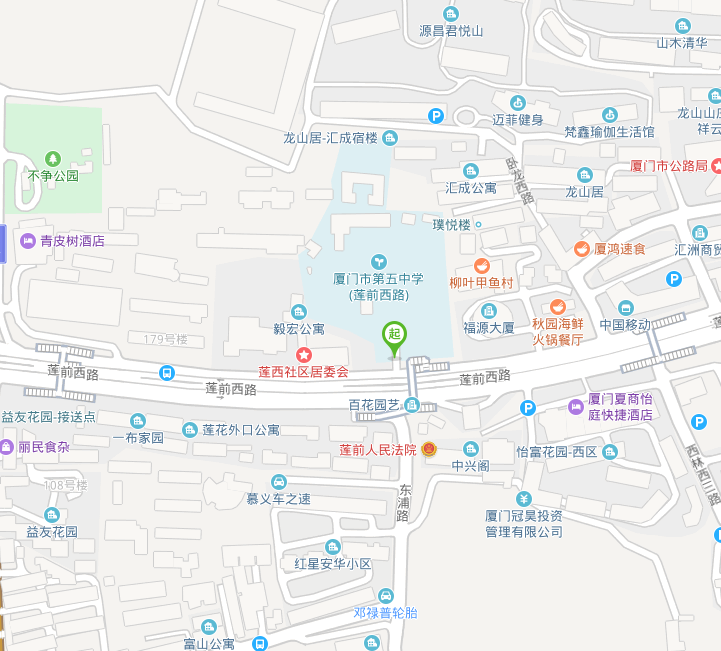 源昌君悦山
山木清华
迈菲健身
梵鑫瑜伽生活馆
龙山山庄
祥云
龙山居-汇成宿楼
P
卧龙西路
厦门市公路局
不争公园
汇成公寓
龙山居
璞悦楼
青皮树酒店
厦鸿速食
汇洲商贸
厦门市第五中学
(莲前西路)
柳叶甲鱼村
P
毅宏公寓
福源大厦
秋园海鲜
火锅餐厅
中国移动
179号楼
起
莲西社区居委会
莲前西路
莲前西路
莲前西路
莲
百花园艺
厦门夏商怡
庭快捷酒店
P
P
益友花园-接送点
一布家园
莲花外口公寓
丽民食杂
莲前人民法院
中兴阁
怡富花园-西区
西林西三路
108号楼
慕义车之速
东浦路
益友花园
厦门冠昊投资
管理有限公司
红星安华小区
邓禄普轮胎
富山公寓